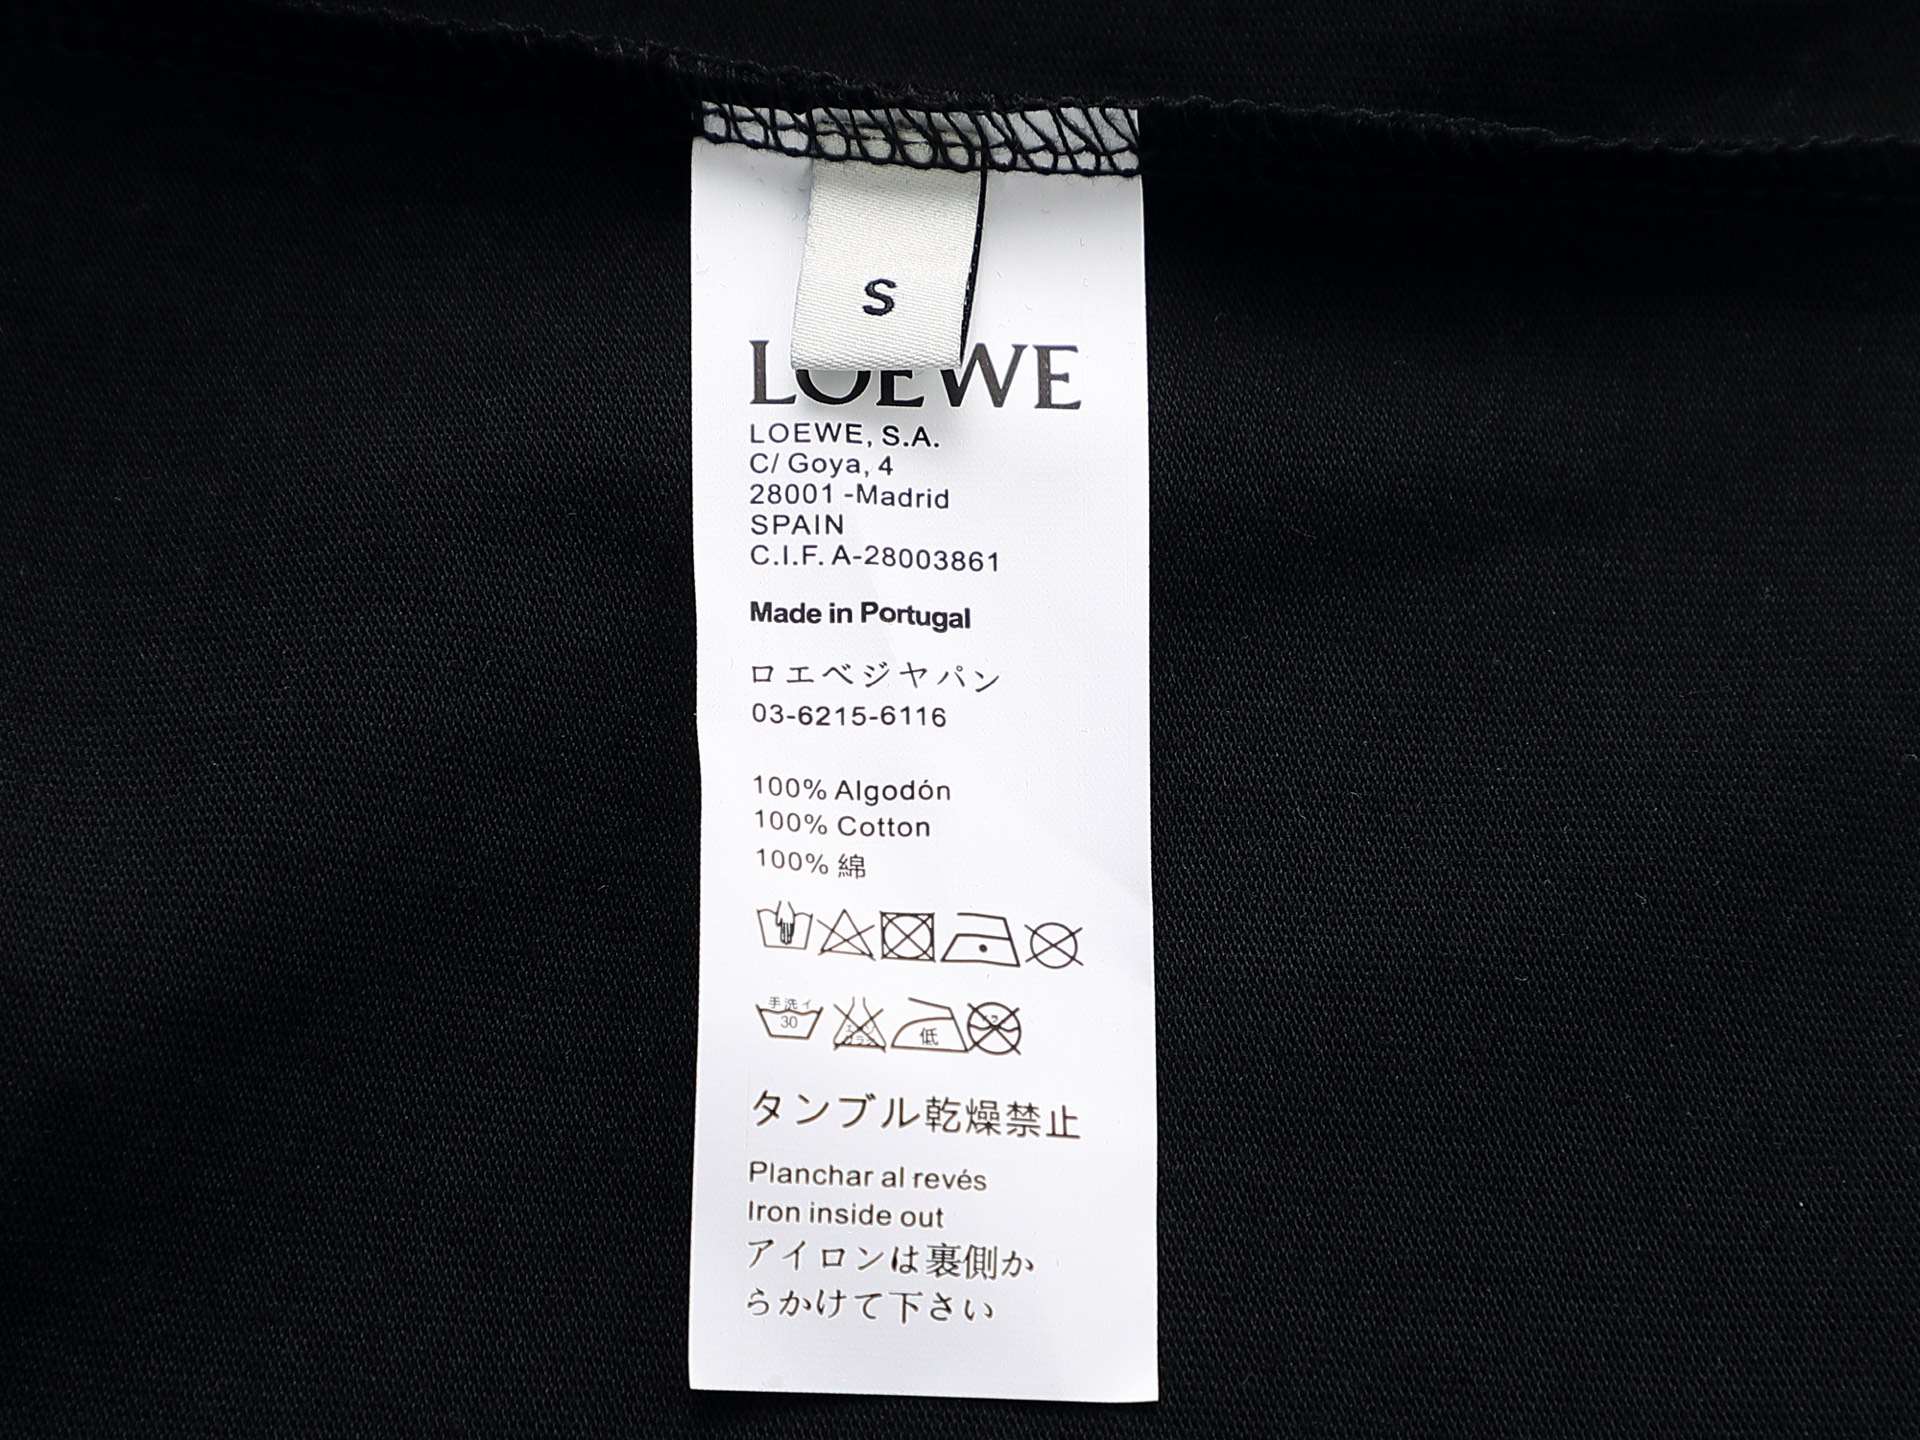 S
LOEWE
LOEWE, S.A.
C/ Goya, 4
28001 -Madrid
SPAIN
C.I.F. A-28003861
Made in Portugal
ロエベジャパン
03-6215-6116
100% Algodón
100% Cotton
100% 綿
手洗イ
30
低
タンブル乾燥禁止
Planchar al revés
Iron inside out
アイロンは裏側か
らかけて下さい